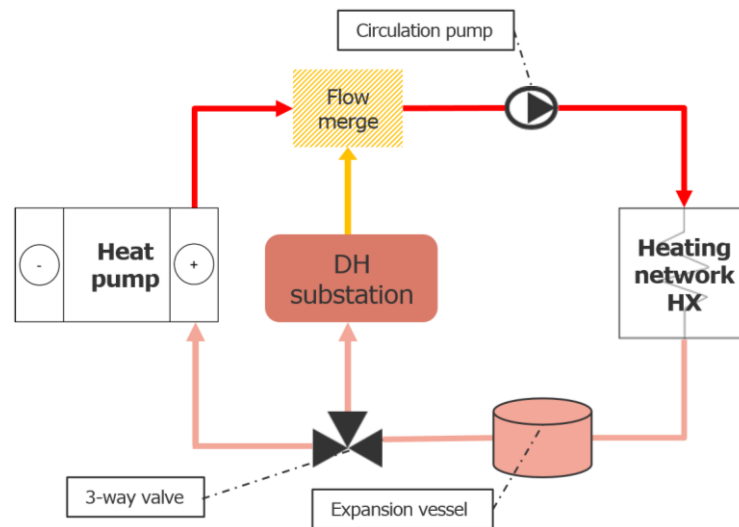 Circulation pump
Flow
merge
-
Heat
pump
+
DH
substation
Heating
network
HX
3-way valve
Expansion vessel